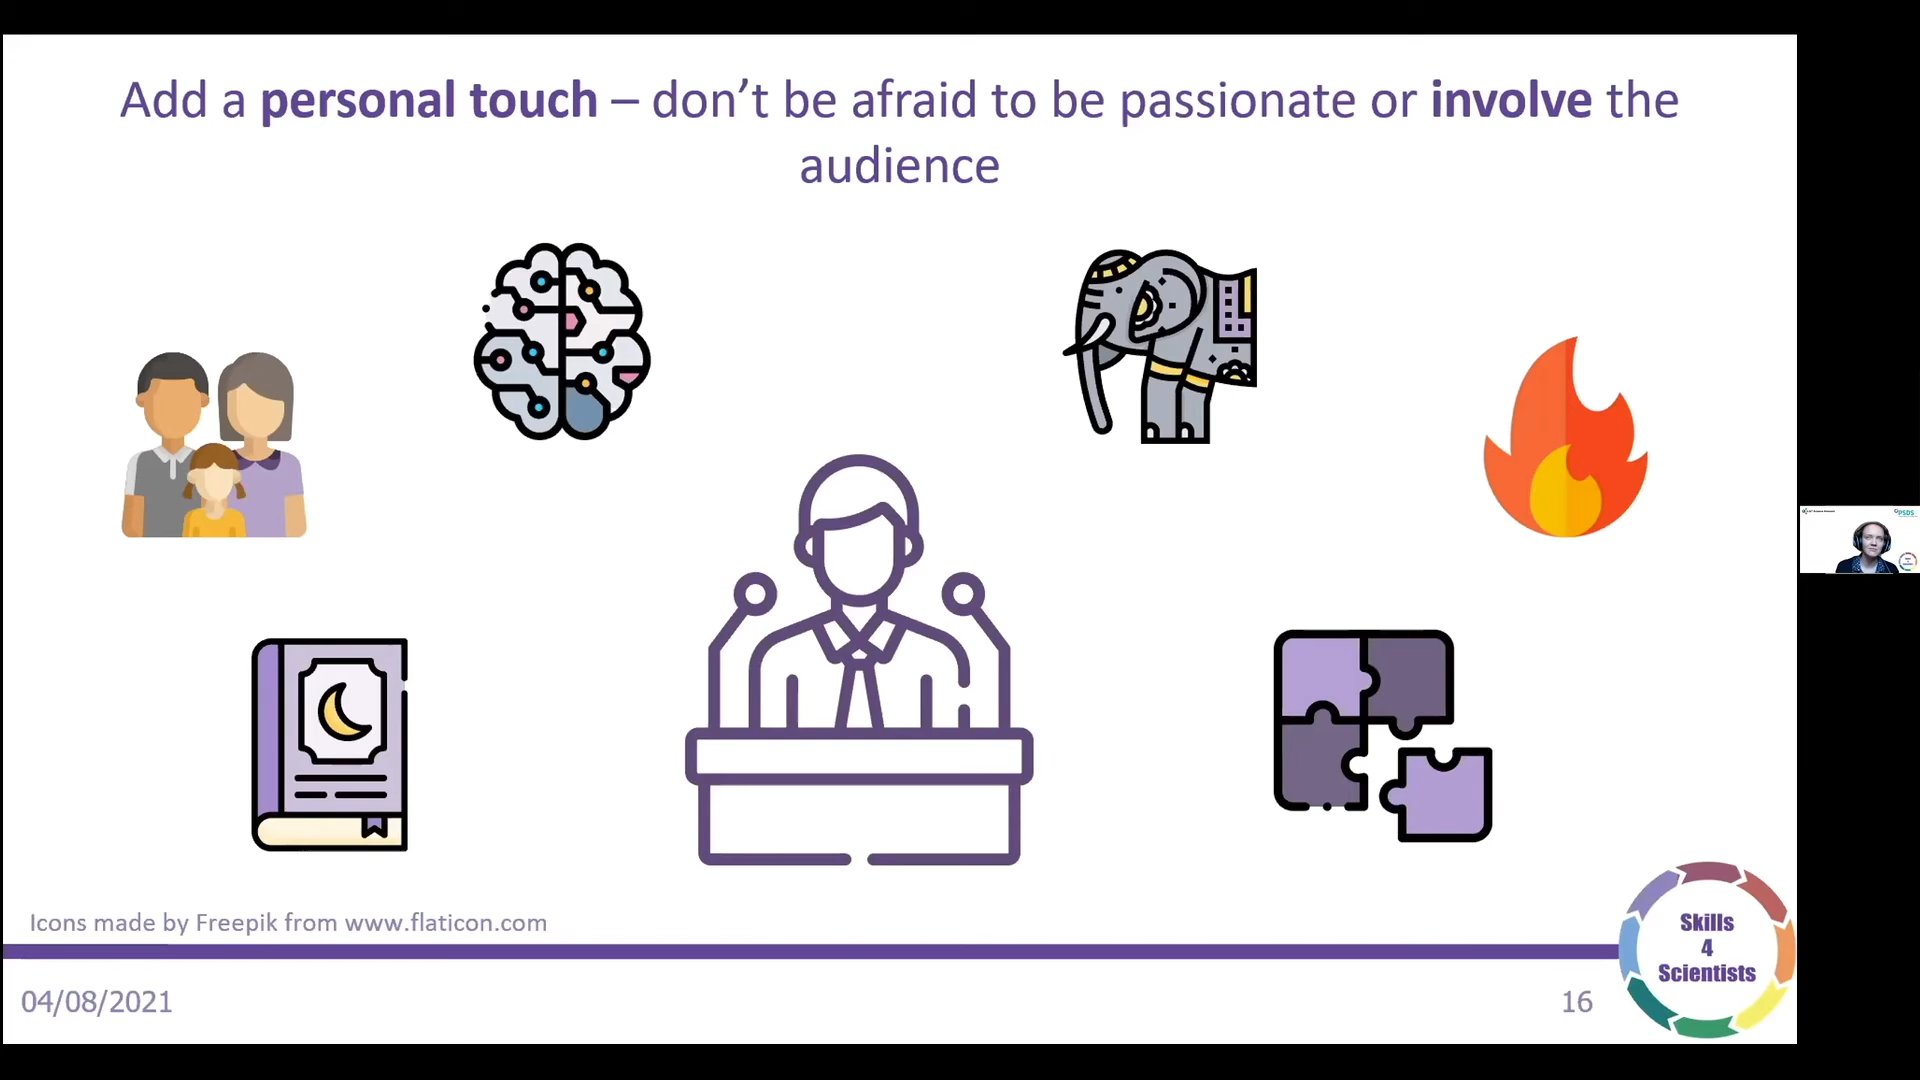 Add a personal touch – don’t be afraid to be passionate or involve the
audience
PSDS
Icons made by Freepik from www.flaticon.com
Skills
4
Scientists
04/08/2021
16